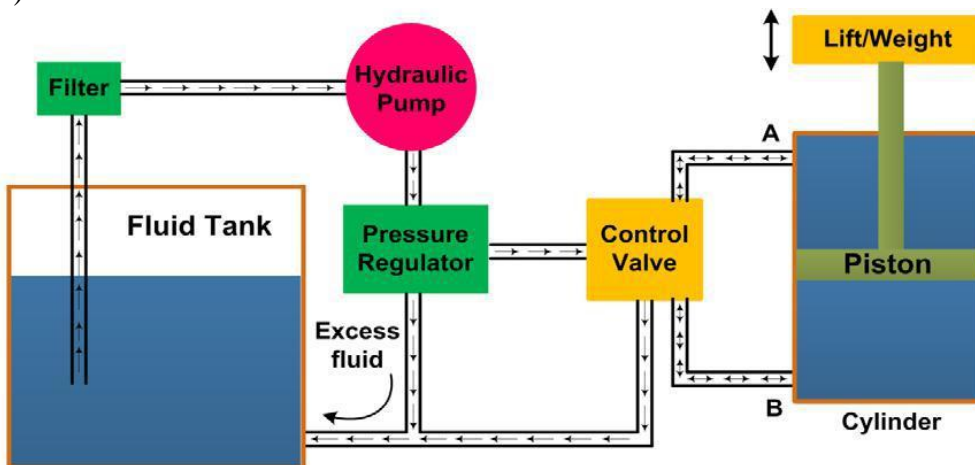 )
Filter
Hydraulic
Pump
Lift/Weight
A
Fluid Tank
Pressure
Regulator
Control
Valve
Piston
Excess
fluid
B
Cylinder